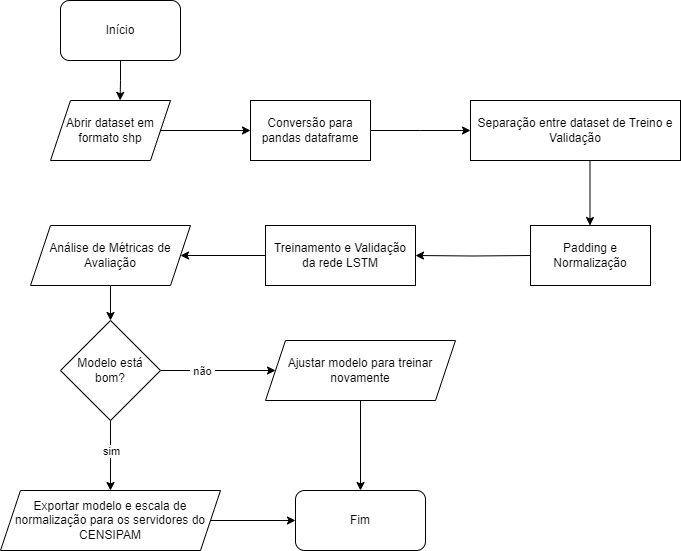 Início
Abrir dataset em
formato shp
Conversão para
pandas dataframe
Separação entre dataset de Treino e
Validação
Padding e
Normalização
Treinamento e Validação
da rede LSTM
Análise de Métricas de
Avaliação
Modelo está
bom?
não
Ajustar modelo para treinar
novamente
sim
Exportar modelo e escala de
normalização para os servidores do
CENSIPAM
Fim